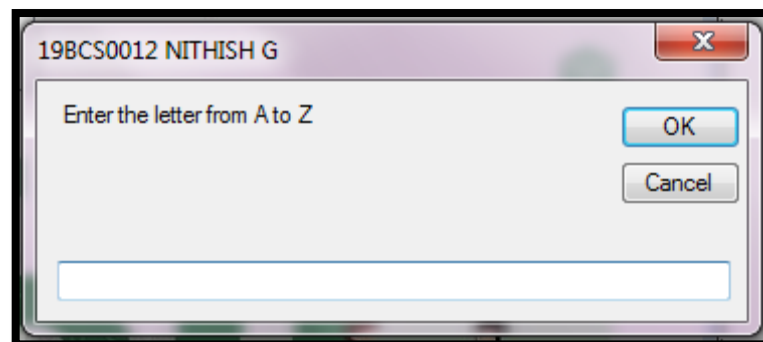 19BCS0012 NITHISH G
Enter the letter from A to Z
OK
Cancel